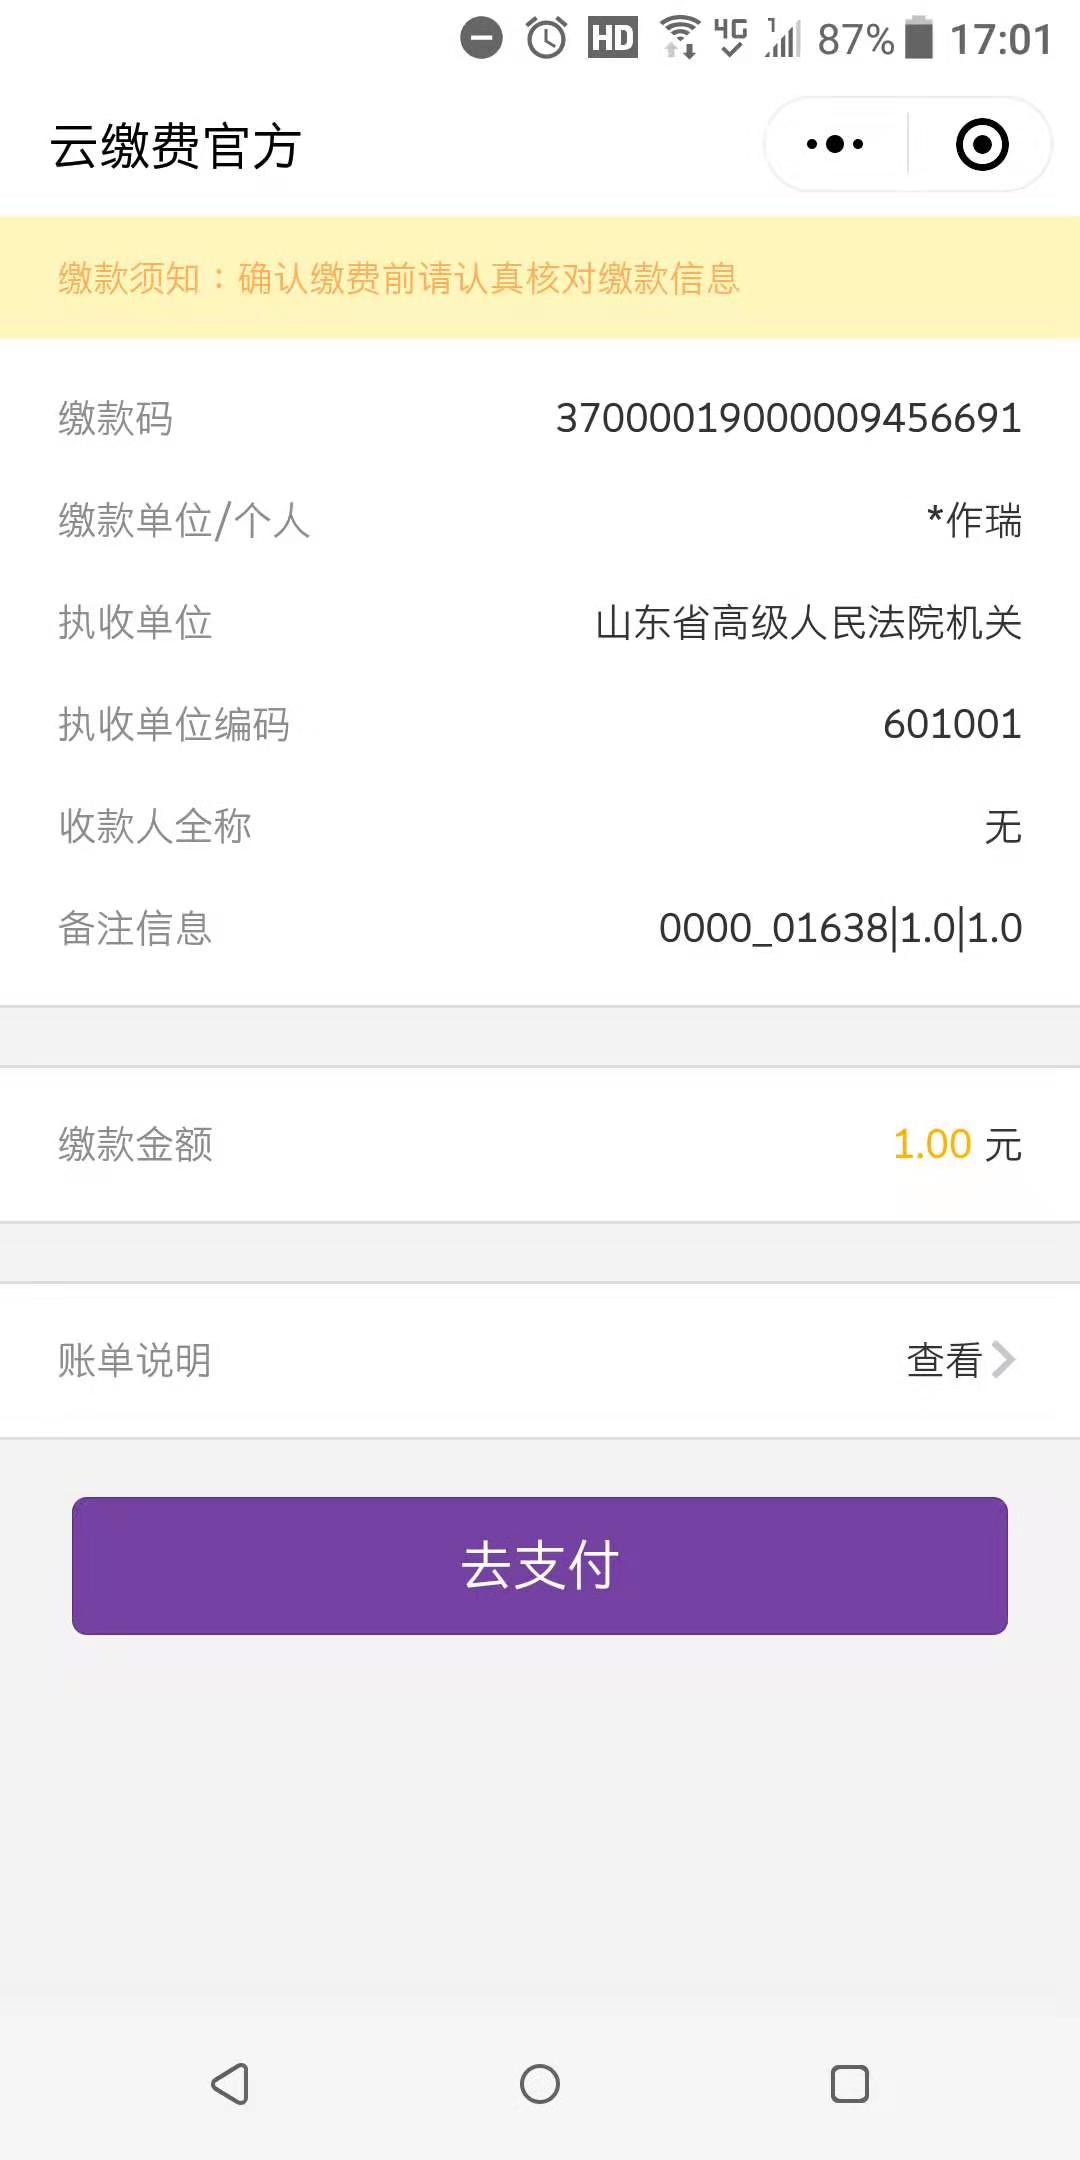 HD 4G 1 87% 17:01
云缴费官方
缴款须知：确认缴费前请认真核对缴款信息
缴款码 37000019000009456691
缴款单位/个人 *作瑞
执收单位 山东省高级人民法院机关
执收单位编码 601001
收款人全称 无
备注信息 0000_01638|1.0|1.0
缴款金额 1.00 元
账单说明 查看
去支付